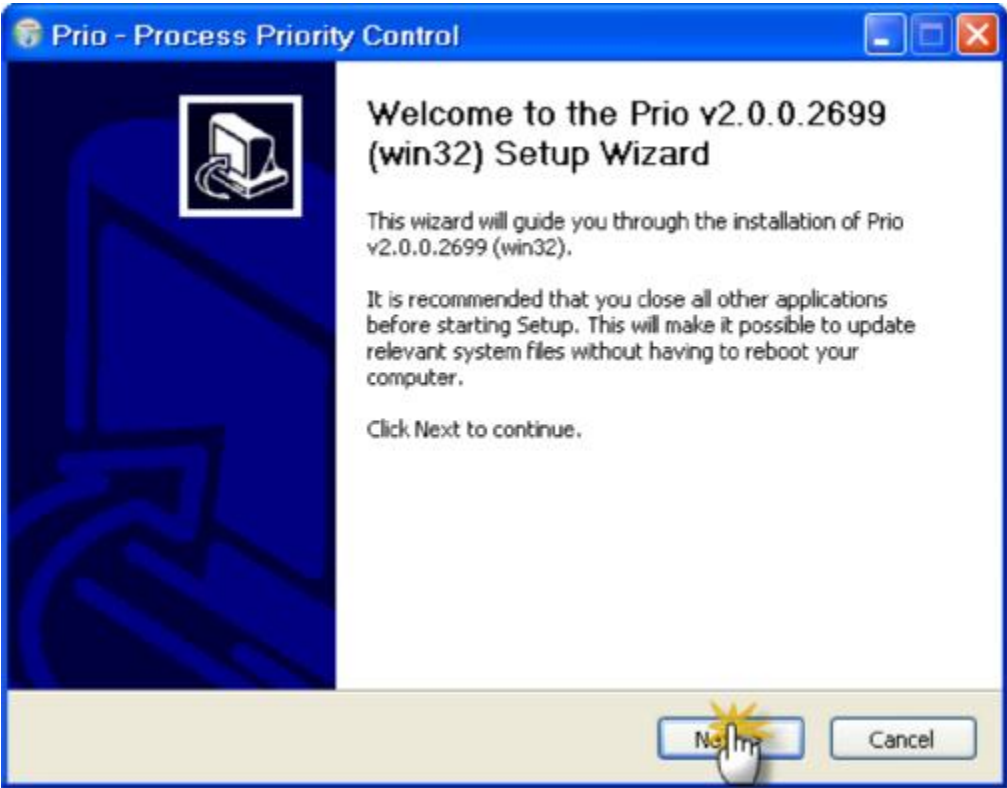 Prio - Process Priority Control
Welcome to the Prio v2.0.0.2699
(win32) Setup Wizard
This wizard will guide you through the installation of Prio
v2.0.0.2699 (win32).
It is recommended that you close all other applications
before starting Setup. This will make it possible to update
relevant system files without having to reboot your
computer.
Click Next to continue.
Cancel